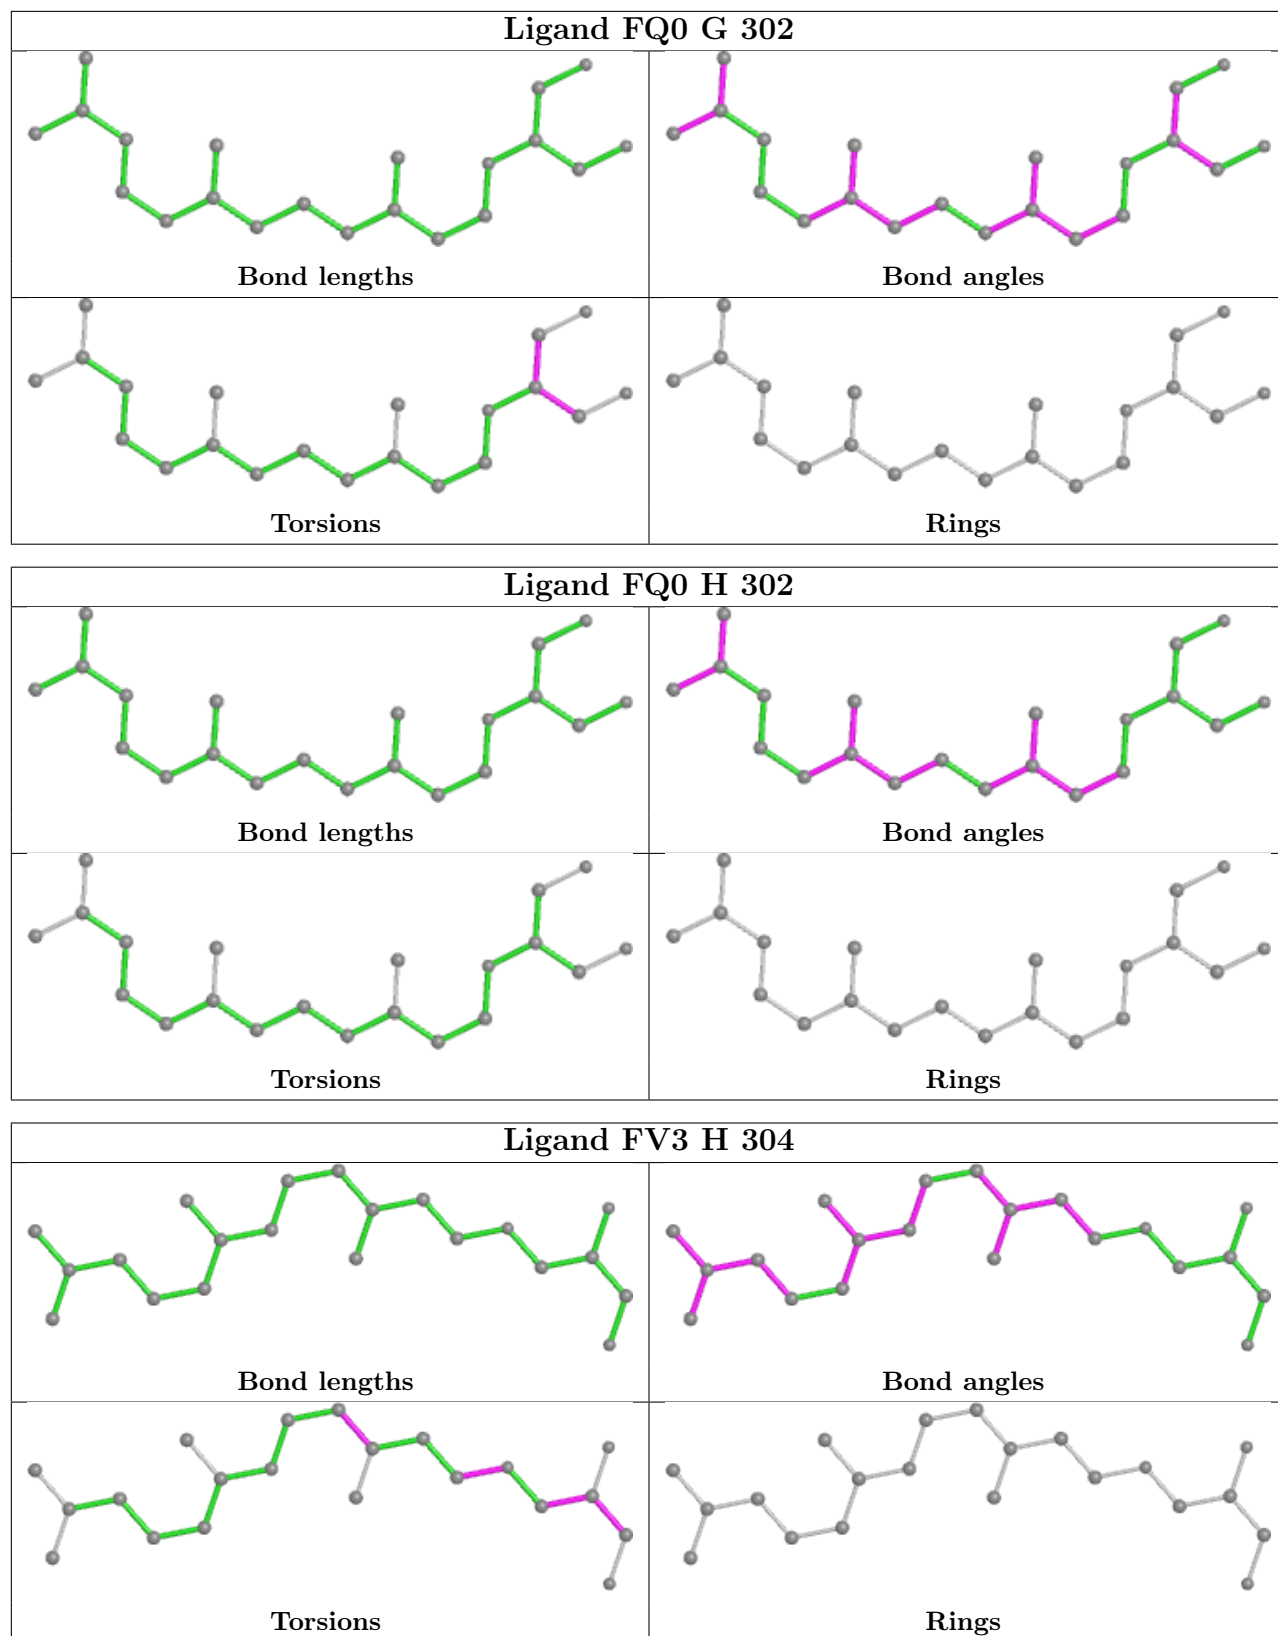 Ligand FQ0 G 302
Bond lengths
Bond angles
Torsions
Rings
Ligand FQ0 H 302
Bond lengths
Bond angles
Torsions
Rings
Ligand FV3 H 304
Bond lengths
Bond angles
Torsions
Rings